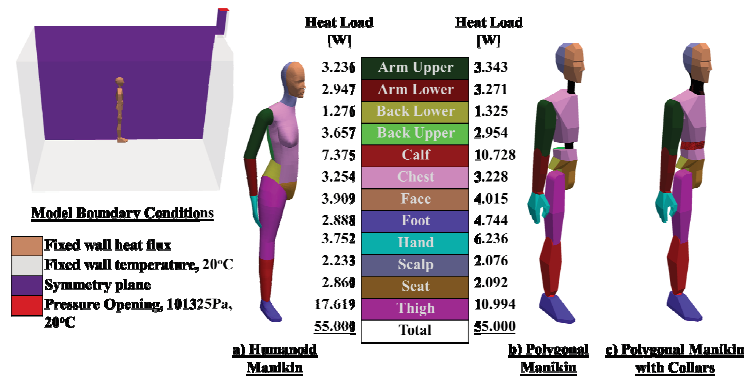 Heat Load
[W]
Heat Load
[W]
3.236 Arm Upper 3.343
2.947 Arm Lower 3.271
1.276 Back Lower 1.325
3.657 Back Upper 2.954
7.375 Calf 10.728
3.254 Chest 3.228
3.909 Face 4.015
2.888 Foot 4.744
3.752 Hand 6.236
2.233 Scalp 2.076
2.860 Seat 2.092
17.619 Thigh 10.994
55.000 Total 55.000
Model Boundary Conditions
Fixed wall heat flux
Fixed wall temperature, 20°C
Symmetry plane
Pressure Opening, 101325Pa,
20°C
a) Humanoid
Manikin
b) Polygonal
Manikin
c) Polygonal Manikin
with Collars